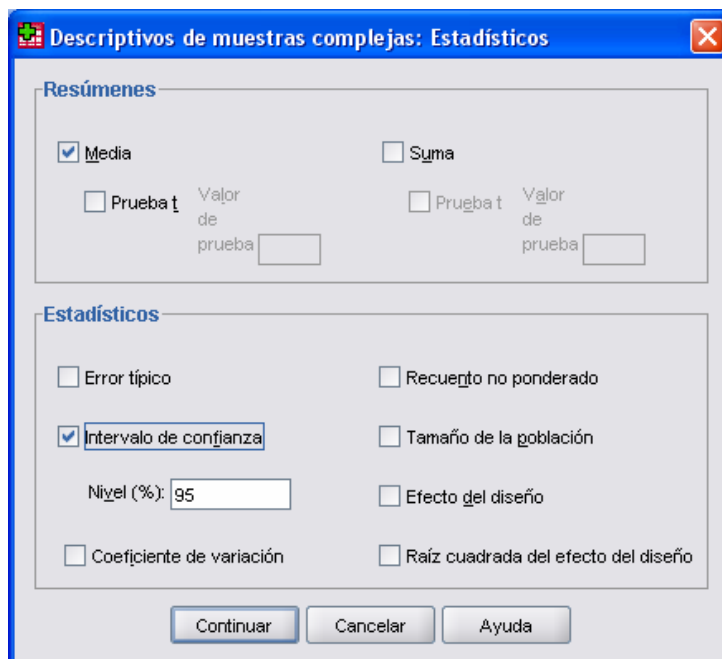 Descriptivos de muestras complejas: Estadísticos
Resúmenes
Media
Suma
Prueba t
Valor
de
prueba
Prueba t
Valor
de
prueba
Estadísticos
Error típico
Recuento no ponderado
Intervalo de confianza
Tamaño de la población
Nivel (%): 95
Efecto del diseño
Coeficiente de variación
Raíz cuadrada del efecto del diseño
Continuar
Cancelar
Ayuda